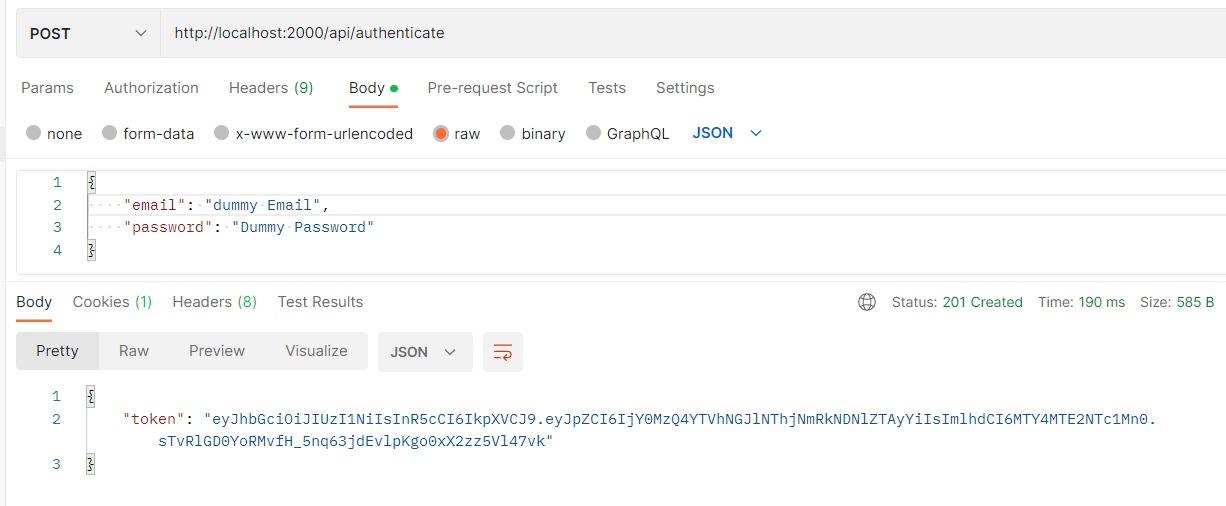 POST http://localhost:2000/api/authenticate
Params Authorization Headers (9) Body Pre-request Script Tests Settings
none form-data x-www-form-urlencoded raw binary GraphQL JSON
1 {
2 "email": "dummy Email",
3 "password": "Dummy Password"
4 }
Body Cookies (1) Headers (8) Test Results Status: 201 Created Time: 190 ms Size: 585 B
Pretty Raw Preview Visualize JSON
1 {
2 "token": "eyJhbGciOiJIUzI1NiIsInR5cCI6IkpXVCJ9.eyJpZCI6IjY0MzQ4YTVhNGJlNThjNmRkNDNlZTAyYiIsImlhdCI6MTY4MTE2NTc1Mn0.
sTvRlGD0YoRMvfH_5nq63jdEvlpKgo0xX2zz5Vl47vk"
3 }